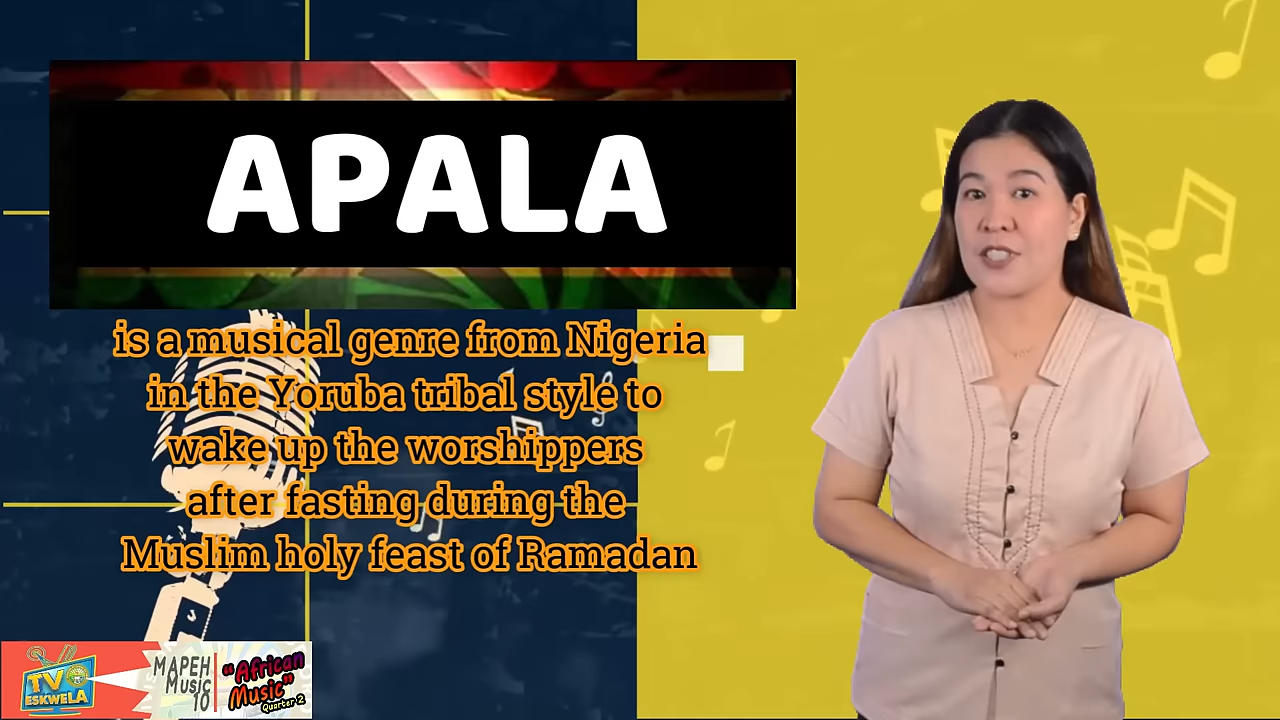 APALA
is a musical genre from Nigeria
in the Yoruba tribal style to
wake up the worshippers
after fasting during the
Muslim holy feast of Ramadan
TV
ESKWELA
MAPEH
Music
10
"African
Music"
Quarter 2